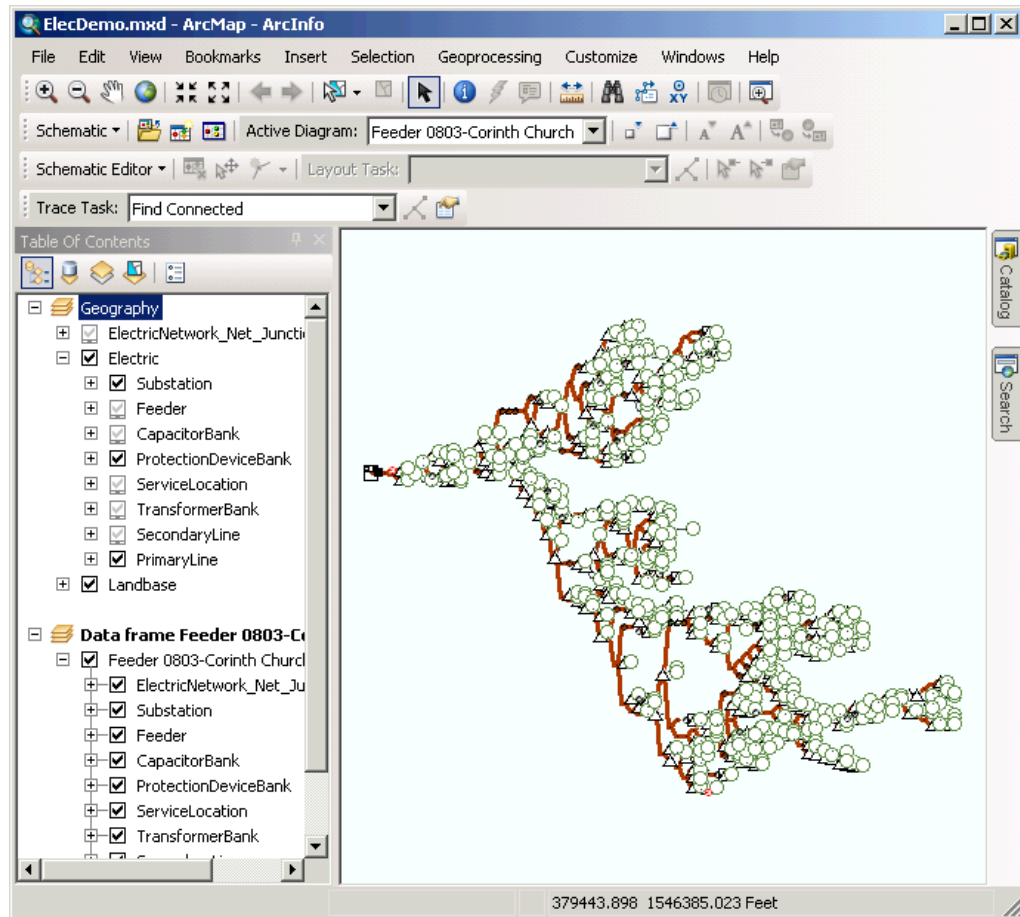 ElecDemo.mxd - ArcMap - ArcInfo
File Edit View Bookmarks Insert Selection Geoprocessing Customize Windows Help
XY
Schematic Active Diagram: Feeder 0803-Corinth Church A A
Schematic Editor Layout Task:
Trace Task: Find Connected
Table Of Contents
Geography
ElectricNetwork_Net_Juncti
Electric
Substation
Feeder
CapacitorBank
ProtectionDeviceBank
ServiceLocation
TransformerBank
SecondaryLine
PrimaryLine
Landbase
Data frame Feeder 0803-C
Feeder 0803-Corinth Churcl
ElectricNetwork_Net_Ju
Substation
Feeder
CapacitorBank
ProtectionDeviceBank
ServiceLocation
TransformerBank
Catalog
Search
379443.898 1546385.023 Feet